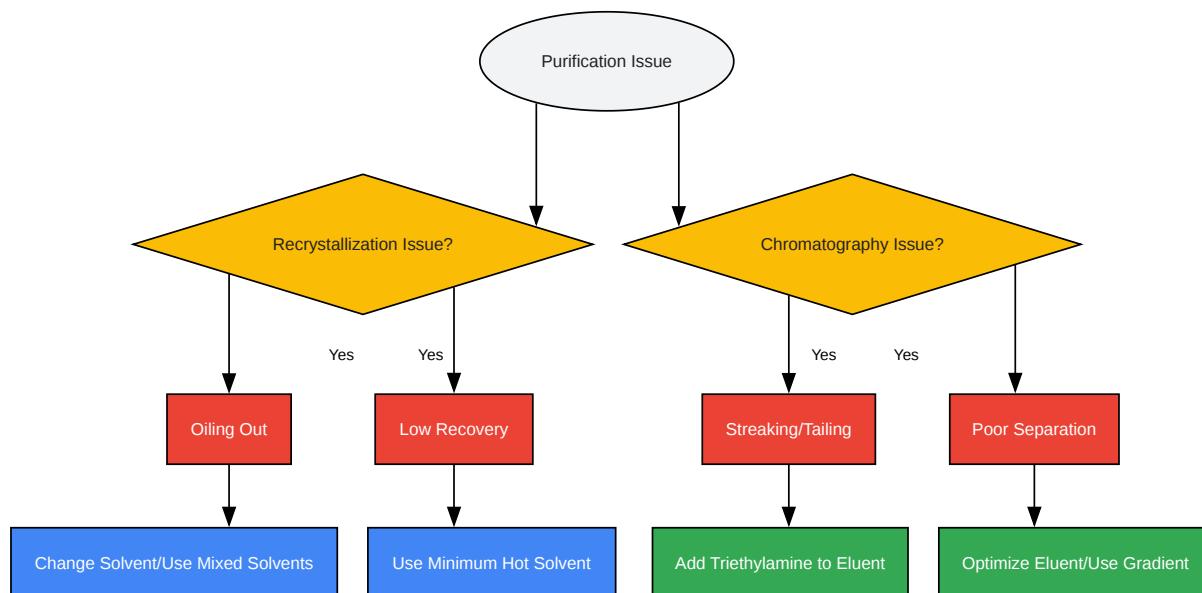 Purification Issue
Recrystallization Issue?
Chromatography Issue?
Yes
Yes
Yes
Yes
Oiling Out
Low Recovery
Streaking/Tailing
Poor Separation
Change Solvent/Use Mixed Solvents
Use Minimum Hot Solvent
Add Triethylamine to Eluent
Optimize Eluent/Use Gradient